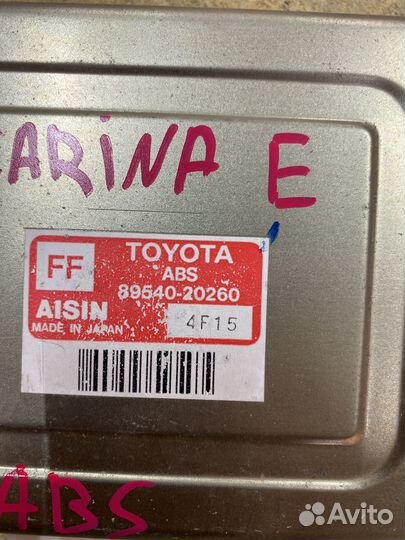 CARINA E
FF
TOYOTA
ABS
89540-20260
AISIN
MADE IN JAPAN
4F15
ABS
Avito